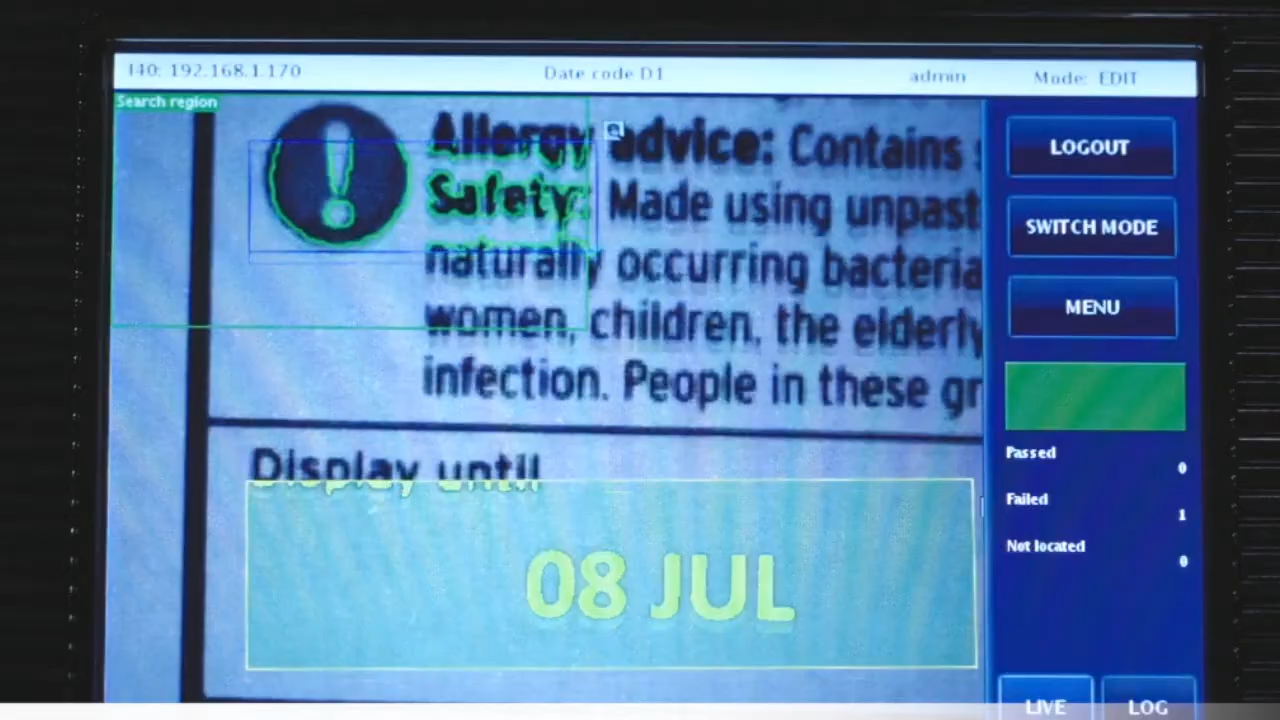 I40: 192.168.1.170 Date code D1 admin Mode: EDIT
Search region
Allergy advice: Contains
Safety: Made using unpast
naturally occurring bacteria
women, children, the elderly
infection. People in these gr
Display until
08 JUL
LOGOUT
SWITCH MODE
MENU
Passed
0
Failed
1
Not located
0
LIVE LOG